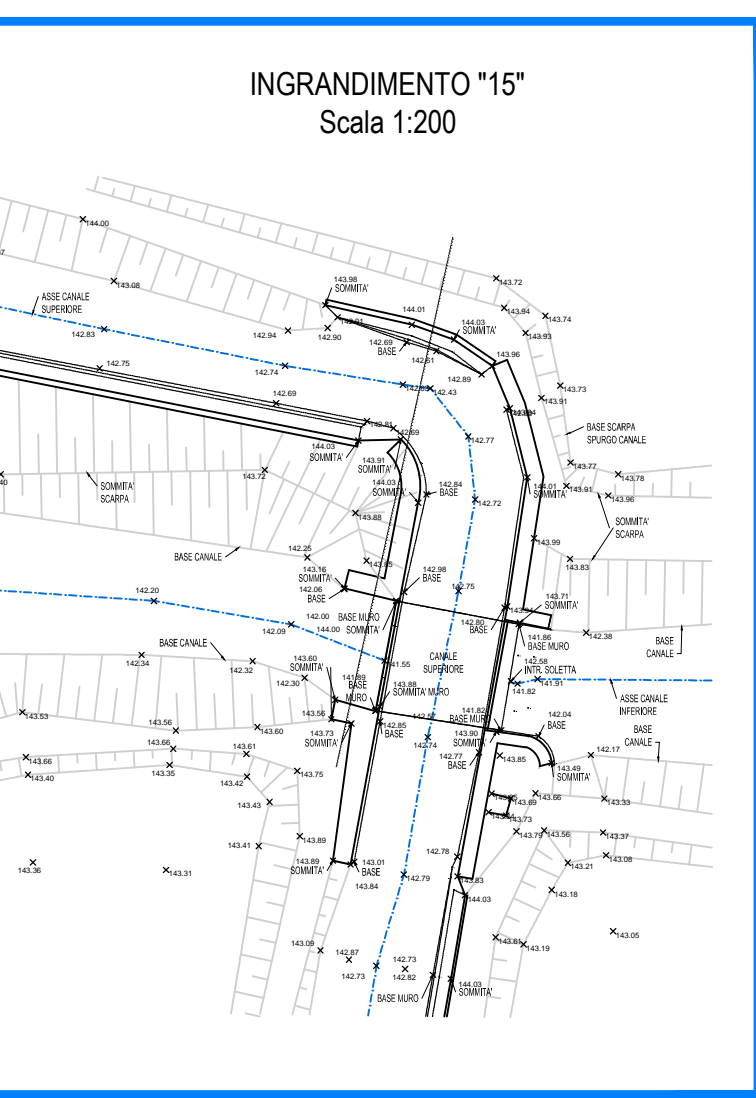 INGRANDIMENTO "15"
Scala 1:200
144.00
143.08
ASSE CANALE
SUPERIORE
142.83
142.75
142.94
142.90
143.98
SOMMITA'
142.91
144.01
142.69
BASE
142.61
144.03
SOMMITA'
143.72
143.94
143.74
143.93
143.96
142.89
142.74
142.69
142.43
143.73
143.91
BASE SCARPA
SPURGO CANALE
142.81
142.69
144.03
SOMMITA'
142.77
143.91
SOMMITA'
144.03
SOMMITA'
142.84
BASE
142.72
144.01
SOMMITA'
143.77
143.78
143.91
143.96
SOMMITA'
SCARPA
40
SOMMITA'
SCARPA
143.72
143.88
143.99
143.83
BASE CANALE
142.25
143.16
SOMMITA'
142.06
BASE
142.98
BASE
142.75
143.71
SOMMITA'
142.20
142.00
144.00
142.09
BASE MURO
SOMMITA'
142.80
BASE
141.86
BASE MURO
142.38
BASE
CANALE
BASE CANALE
142.34
142.32
143.60
SOMMITA'
142.30
141.55
141.89
BASE
MURO
CANALE
SUPERIORE
142.58
INTR. SOLETTA
141.82
141.91
ASSE CANALE
INFERIORE
143.53
143.56
143.60
143.56
143.88
SOMMITA' MURO
142.85
BASE
141.82
BASE MURO
142.04
BASE
BASE
CANALE
143.66
143.66
143.61
143.73
SOMMITA'
142.74
143.90
SOMMITA'
142.77
BASE
143.85
142.17
143.49
SOMMITA'
143.40
143.35
143.42
143.75
143.43
143.69
143.66
143.33
143.73
143.79
143.56
143.37
143.41
143.89
143.36
143.31
143.89
SOMMITA'
143.01
BASE
143.84
142.78
143.83
142.79
144.03
143.21
143.08
143.18
143.09
142.87
142.73
142.73
142.82
143.61
143.19
143.05
144.03
SOMMITA'
BASE MURO